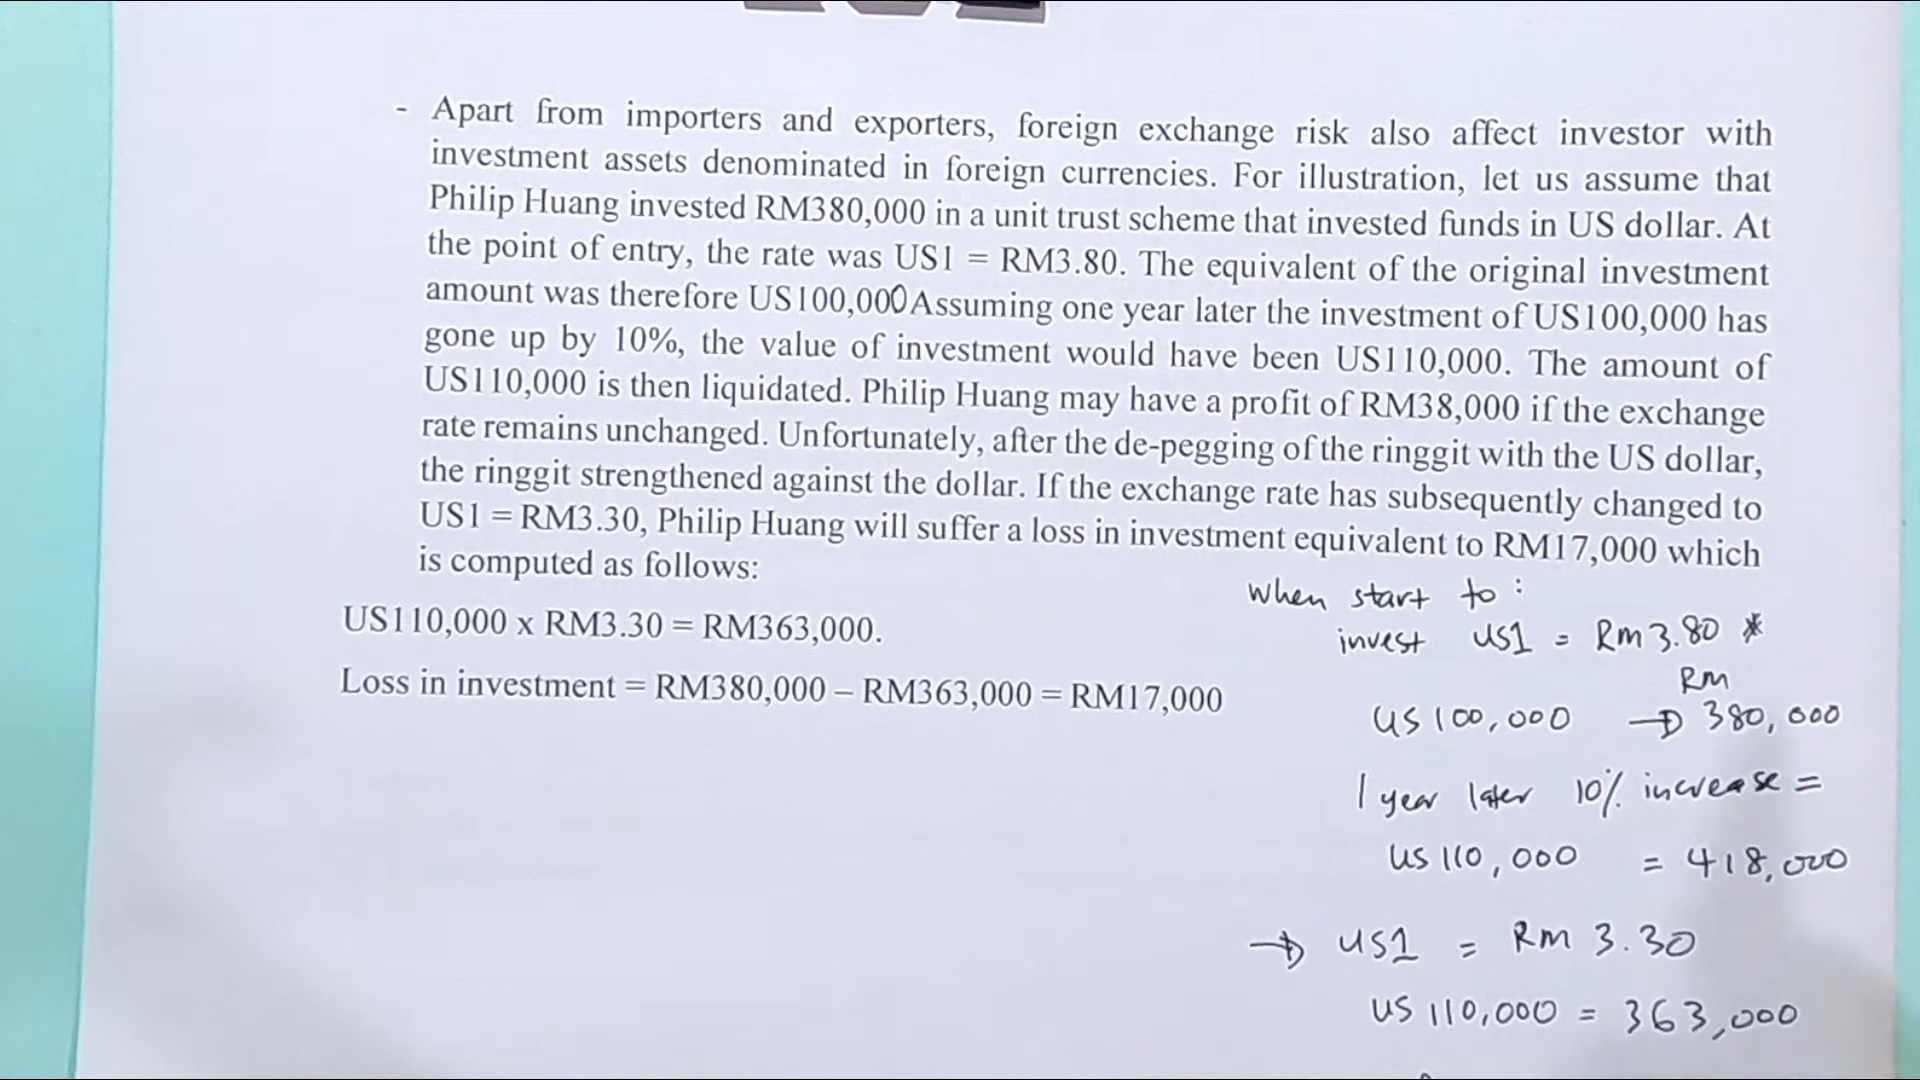 - Apart from importers and exporters, foreign exchange risk also affect investor with
investment assets denominated in foreign currencies. For illustration, let us assume that
Philip Huang invested RM380,000 in a unit trust scheme that invested funds in US dollar. At
the point of entry, the rate was US1 = RM3.80. The equivalent of the original investment
amount was therefore US100,000 Assuming one year later the investment of US100,000 has
gone up by 10%, the value of investment would have been US110,000. The amount of
US110,000 is then liquidated. Philip Huang may have a profit of RM38,000 if the exchange
rate remains unchanged. Unfortunately, after the de-pegging of the ringgit with the US dollar,
the ringgit strengthened against the dollar. If the exchange rate has subsequently changed to
US1 = RM3.30, Philip Huang will suffer a loss in investment equivalent to RM17,000 which
is computed as follows:
US110,000 x RM3.30 = RM363,000.
Loss in investment = RM380,000 – RM363,000 = RM17,000
when start to :
invest US1 = Rm 3.80 *
RM
US 100,000 → 380,000
1 year later 10% increase =
US 110,000 = 418,000
→ US1 = Rm 3.30
US 110,000 = 363,000